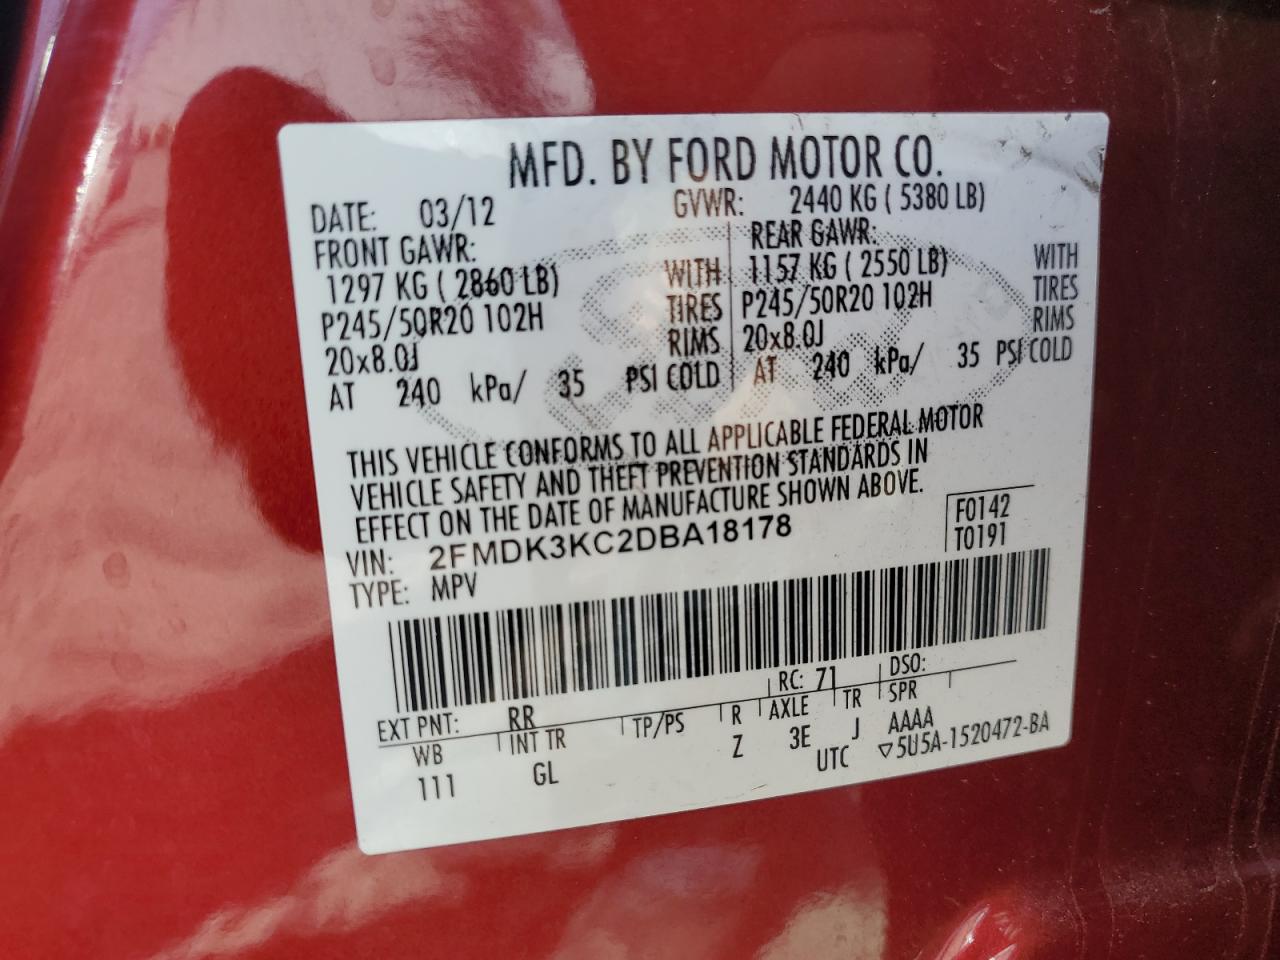 MFD. BY FORD MOTOR CO.
DATE: 03/12 GVWR: 2440 KG ( 5380 LB)
FRONT GAWR: REAR GAWR:
1297 KG ( 2860 LB) WITH 1157 KG ( 2550 LB) WITH
P245/50R20 102H TIRES P245/50R20 102H TIRES
20x8.0J RIMS 20x8.0J RIMS
AT 240 kPa/ 35 PSI COLD AT 240 kPa/ 35 PSI COLD
THIS VEHICLE CONFORMS TO ALL APPLICABLE FEDERAL MOTOR
VEHICLE SAFETY AND THEFT PREVENTION STANDARDS IN
EFFECT ON THE DATE OF MANUFACTURE SHOWN ABOVE.
VIN: 2FMDK3KC2DBA18178 F0142
TYPE: MPV T0191
EXT PNT: RR RC: 71 DSO:
WB INT TR TP/PS R AXLE TR SPR
111 GL Z 3E J AAAA
UTC ▽5U5A-1520472-BA